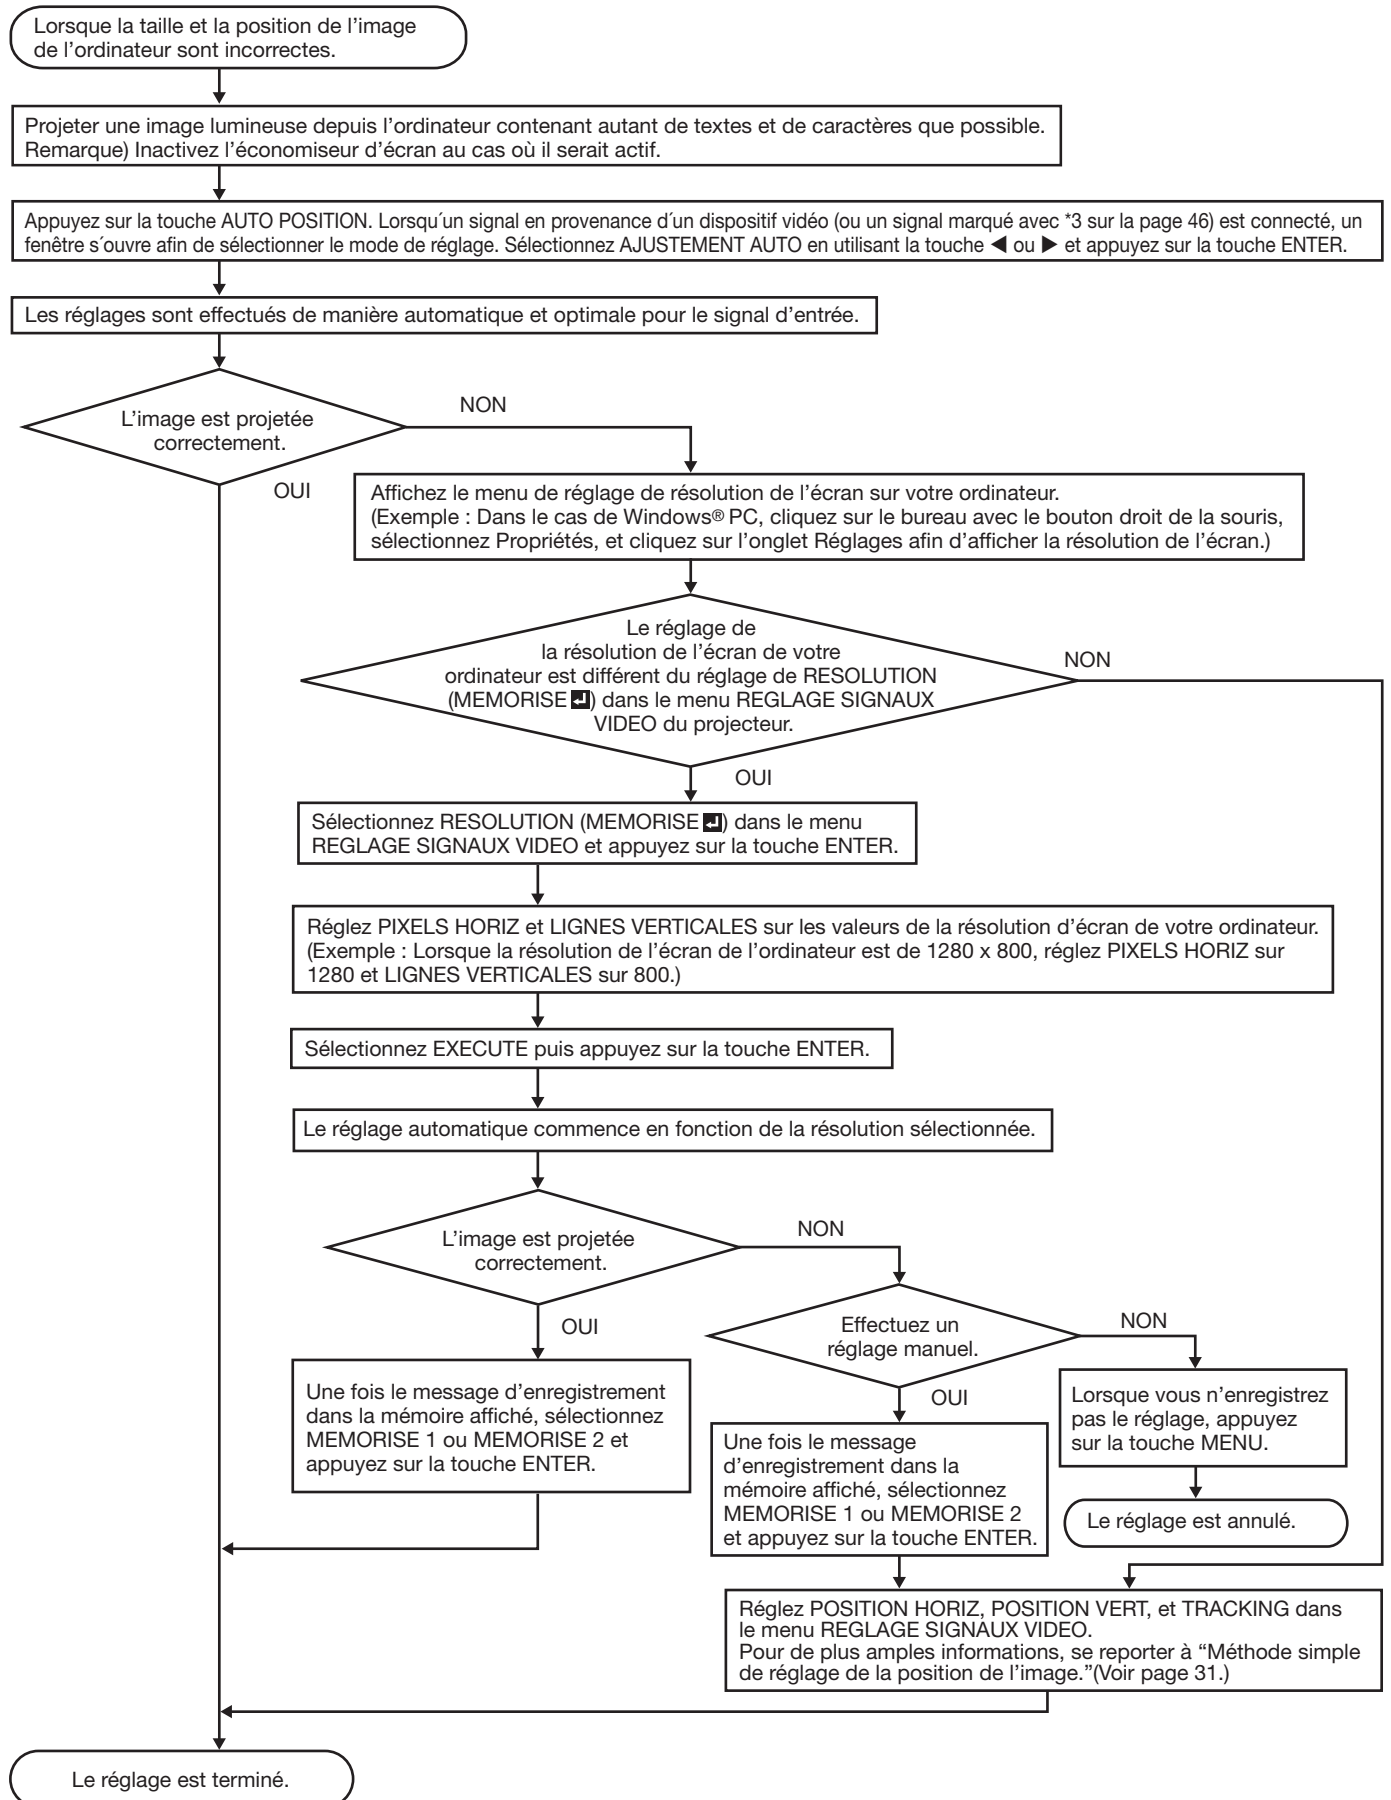 Lorsque la taille et la position de l’image
de l’ordinateur sont incorrectes.
Projeter une image lumineuse depuis l’ordinateur contenant autant de textes et de caractères que possible.
Remarque) Inactivez l’économiseur d’écran au cas où il serait actif.
Appuyez sur la touche AUTO POSITION. Lorsqu´un signal en provenance d´un dispositif vidéo (ou un signal marqué avec *3 sur la page 46) est connecté, un
fenêtre s´ouvre afin de sélectionner le mode de réglage. Sélectionnez AJUSTEMENT AUTO en utilisant la touche ◀ ou ▶ et appuyez sur la touche ENTER.
Les réglages sont effectués de manière automatique et optimale pour le signal d’entrée.
L’image est projetée
correctement.
NON
OUI
Affichez le menu de réglage de résolution de l’écran sur votre ordinateur.
(Exemple : Dans le cas de Windows® PC, cliquez sur le bureau avec le bouton droit de la souris,
sélectionnez Propriétés, et cliquez sur l’onglet Réglages afin d’afficher la résolution de l’écran.)
Le réglage de
la résolution de l’écran de votre
ordinateur est différent du réglage de RESOLUTION
(MEMORISE ↵) dans le menu REGLAGE SIGNAUX
VIDEO du projecteur.
NON
OUI
Sélectionnez RESOLUTION (MEMORISE ↵) dans le menu
REGLAGE SIGNAUX VIDEO et appuyez sur la touche ENTER.
Réglez PIXELS HORIZ et LIGNES VERTICALES sur les valeurs de la résolution d’écran de votre ordinateur.
(Exemple : Lorsque la résolution de l’écran de l’ordinateur est de 1280 x 800, réglez PIXELS HORIZ sur
1280 et LIGNES VERTICALES sur 800.)
Sélectionnez EXECUTE puis appuyez sur la touche ENTER.
Le réglage automatique commence en fonction de la résolution sélectionnée.
L’image est projetée
correctement.
NON
OUI
Effectuez un
réglage manuel.
NON
OUI
Une fois le message d’enregistrement
dans la mémoire affiché, sélectionnez
MEMORISE 1 ou MEMORISE 2 et
appuyez sur la touche ENTER.
Une fois le message
d’enregistrement dans la
mémoire affiché, sélectionnez
MEMORISE 1 ou MEMORISE 2
et appuyez sur la touche ENTER.
Lorsque vous n’enregistrez
pas le réglage, appuyez
sur la touche MENU.
Le réglage est annulé.
Réglez POSITION HORIZ, POSITION VERT, et TRACKING dans
le menu REGLAGE SIGNAUX VIDEO.
Pour de plus amples informations, se reporter à “Méthode simple
de réglage de la position de l’image.”(Voir page 31.)
Le réglage est terminé.